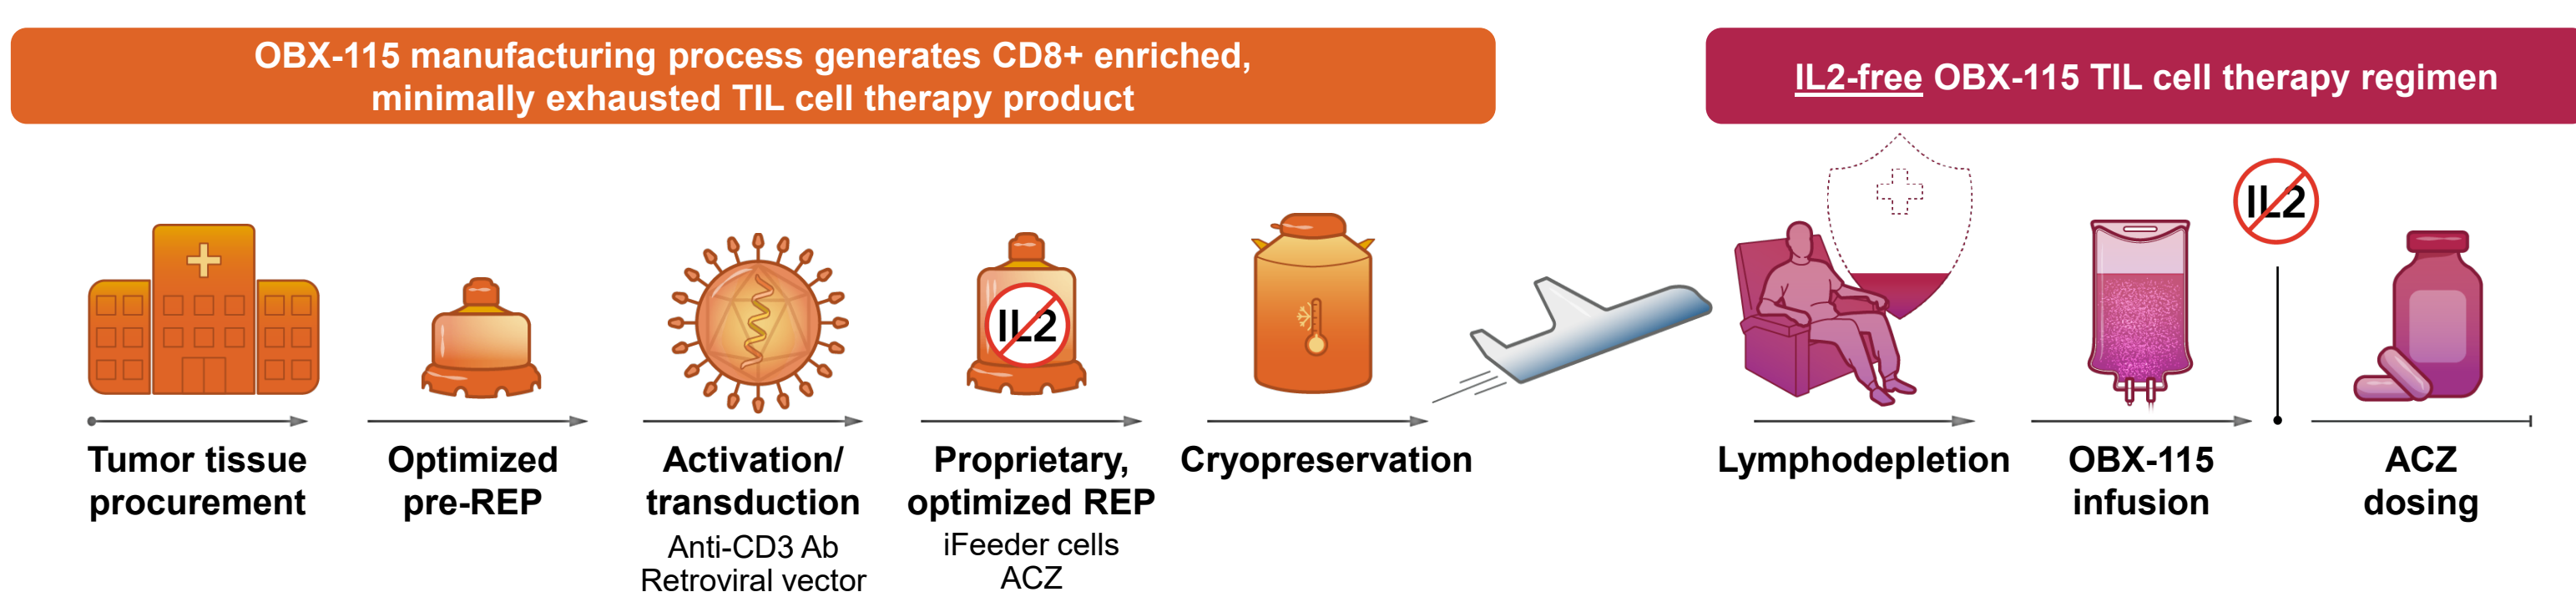 OBX-115 manufacturing process generates CD8+ enriched,
minimally exhausted TIL cell therapy product
IL2-free OBX-115 TIL cell therapy regimen
IL2
IL2
Tumor tissue
procurement
Optimized
pre-REP
Activation/
transduction
Anti-CD3 Ab
Retroviral vector
Proprietary,
optimized REP
iFeeder cells
ACZ
Cryopreservation
Lymphodepletion
OBX-115
infusion
ACZ
dosing